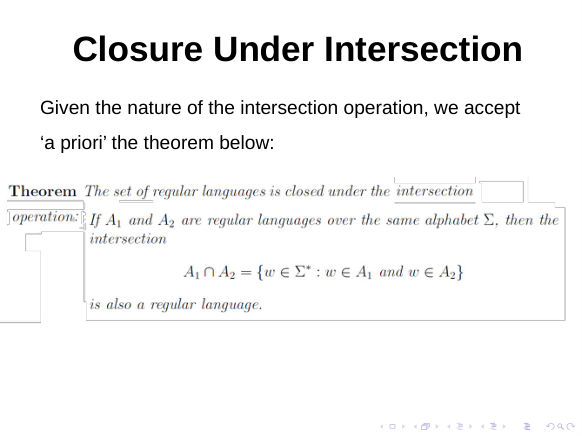 Closure Under Intersection
Given the nature of the intersection operation, we accept
‘a priori’ the theorem below:
Theorem The set of regular languages is closed under the intersection
operation: If A₁ and A₂ are regular languages over the same alphabet Σ, then the
intersection
A₁ ∩ A₂ = {w ∈ Σ* : w ∈ A₁ and w ∈ A₂}
is also a regular language.